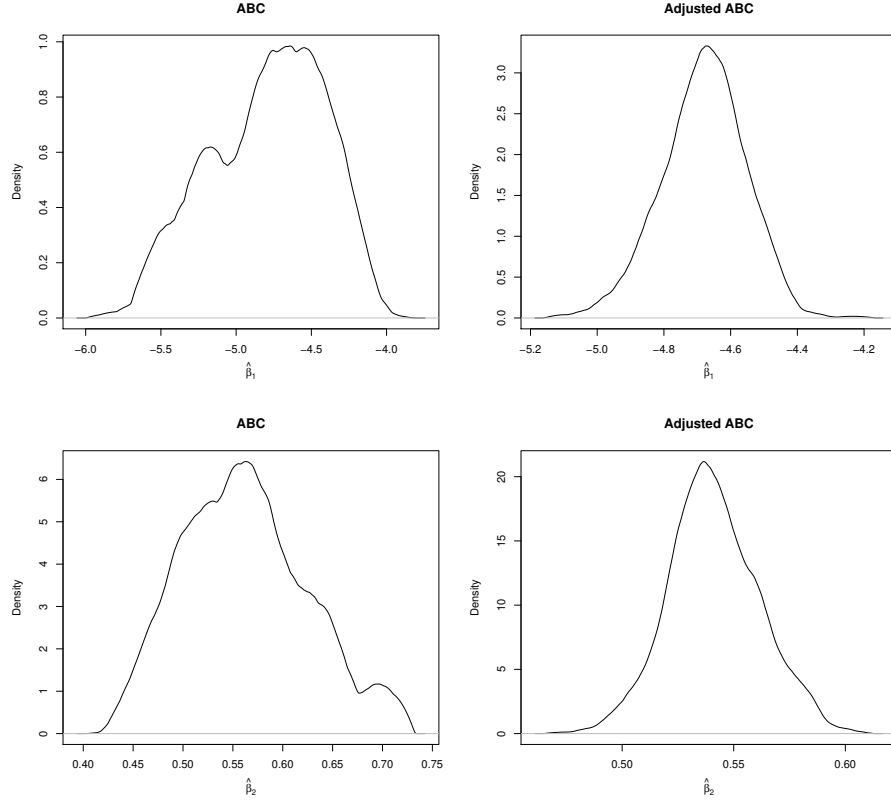 ABC
Density
0.0 0.2 0.4 0.6 0.8 1.0
−6.0 −5.5 −5.0 −4.5 −4.0
β̂₁
Adjusted ABC
Density
0.0 0.5 1.0 1.5 2.0 2.5 3.0
−5.2 −5.0 −4.8 −4.6 −4.4 −4.2
β̂₁
ABC
Density
0 1 2 3 4 5 6
0.40 0.45 0.50 0.55 0.60 0.65 0.70 0.75
β̂₂
Adjusted ABC
Density
0 5 10 15 20
0.50 0.55 0.60
β̂₂